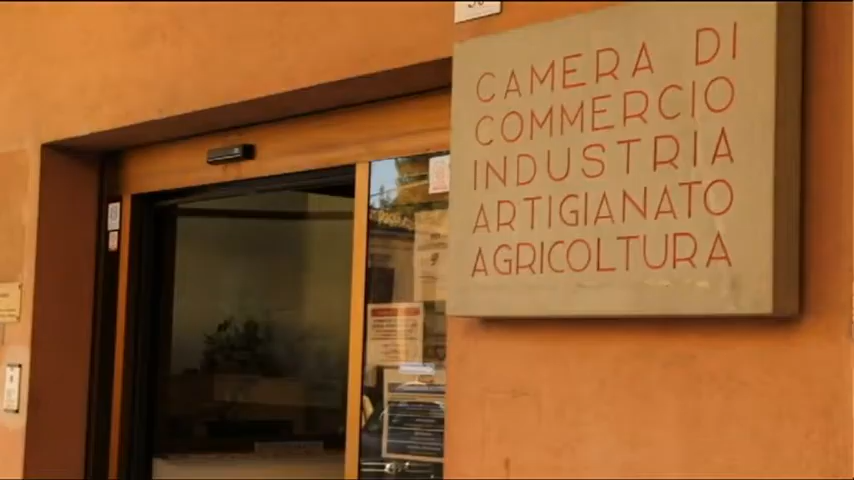 CAMERA DI
COMMERCIO
INDUSTRIA
ARTIGIANATO
AGRICOLTURA